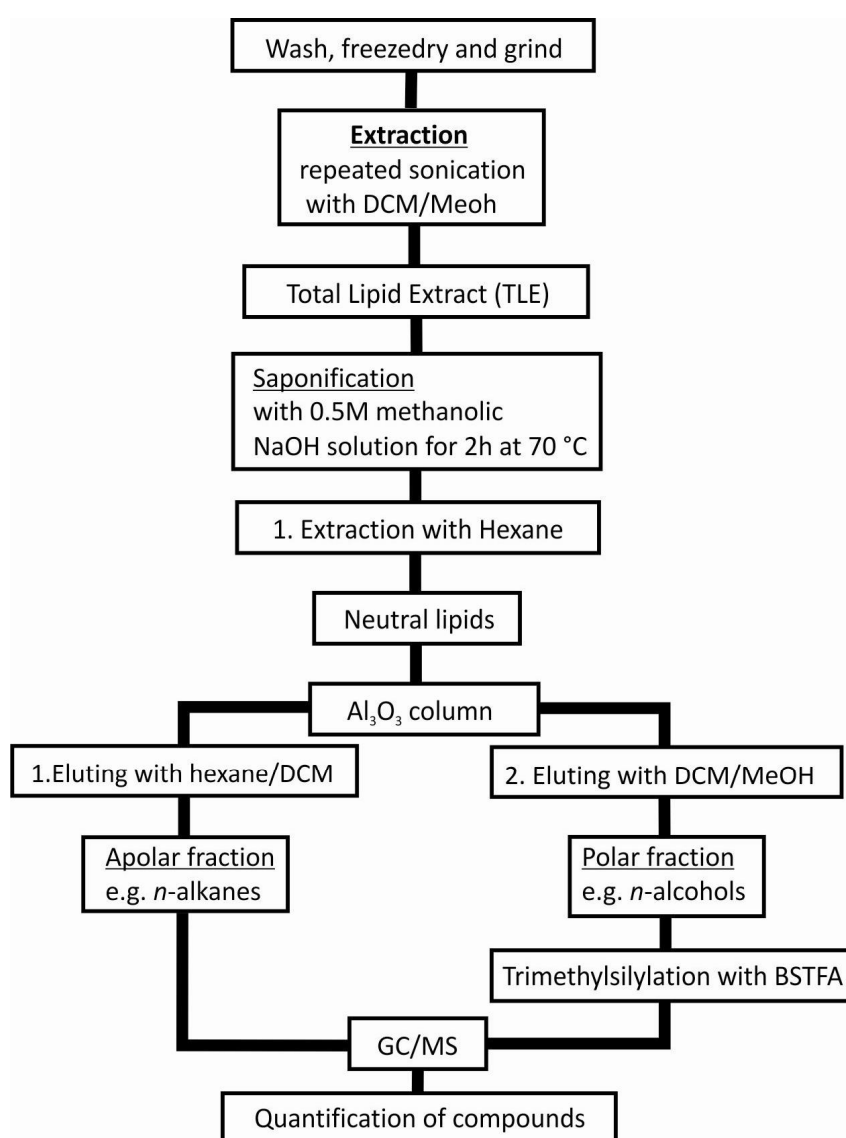 Wash, freezedry and grind
Extraction
repeated sonication
with DCM/Meoh
Total Lipid Extract (TLE)
Saponification
with 0.5M methanolic
NaOH solution for 2h at 70 °C
1. Extraction with Hexane
Neutral lipids
Al₃O₃ column
1.Eluting with hexane/DCM
2. Eluting with DCM/MeOH
Apolar fraction
e.g. n-alkanes
Polar fraction
e.g. n-alcohols
Trimethylsilylation with BSTFA
GC/MS
Quantification of compounds